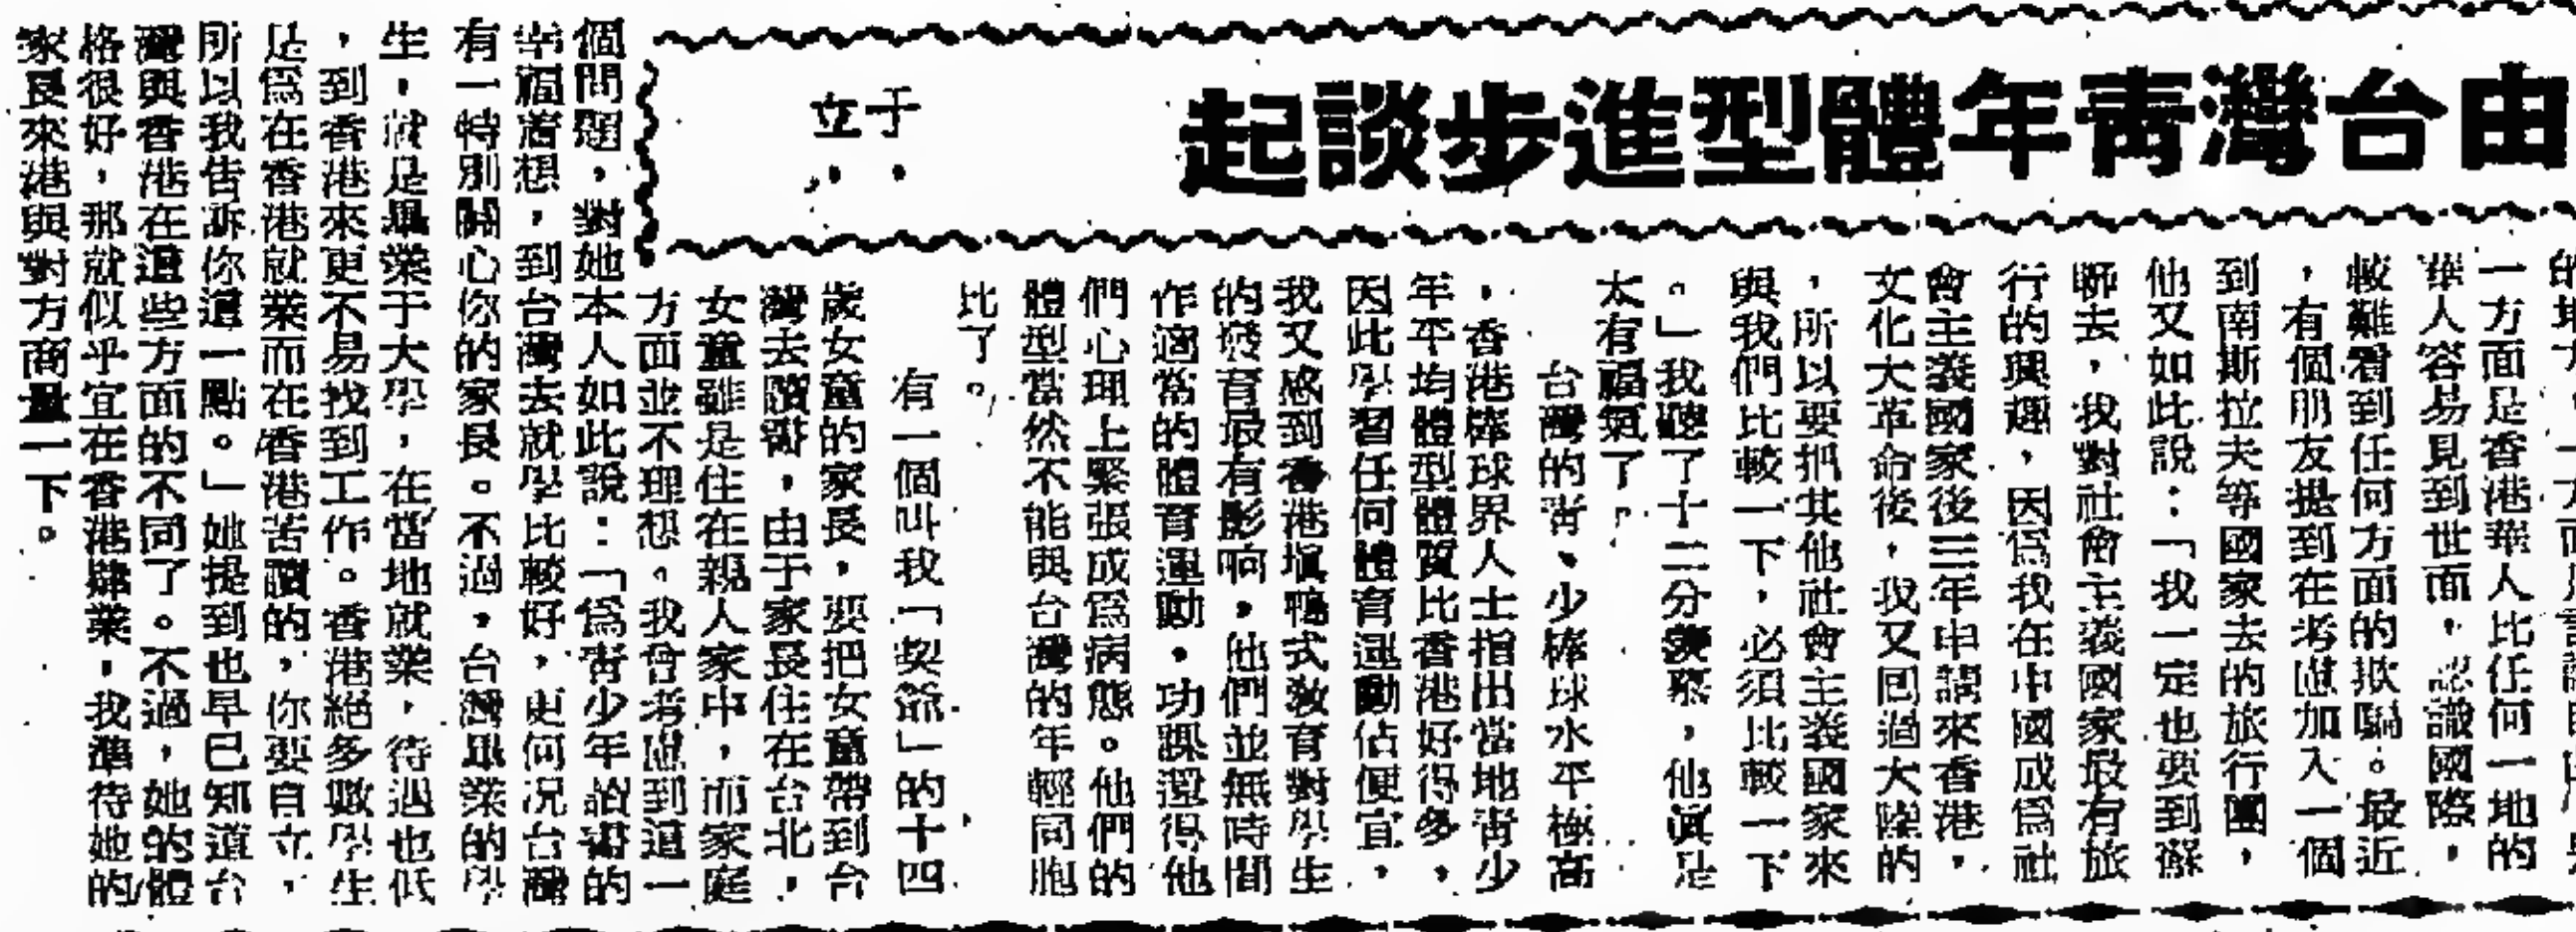 由台灣靑年體型進步談起
于立
一方面是香港華人比任何一地的
華人容易見到世面，認識國際，
較難看到任何方面的欺騙。最近
，有個朋友提到在考慮加入一個
到南斯拉夫等國家去的旅行團，
他又如此說：「我一定也要到蘇
聯去，我對社會主義國家最有旅
行的興趣，因爲我在中國成爲社
會主義國家後三年申請來香港，
文化大革命後，我又回過大陸的
，所以要把其他社會主義國家來
與我們比較一下，必須比較一下
。」我聽了十二分羨慕，他眞是
太有福氣了。
台灣的靑、少棒球水平極高
，香港棒球界人士指出當地靑少
年平均體型體質比香港好得多，
因此學習任何體育運動佔便宜，
我又感到香港塡鴨式敎育對學生
的發育最有影响，他們並無時間
作適當的體育運動，功課還得他
們心理上緊張成爲病態。他們的
體型當然不能與台灣的年輕同胞
比了。
有一個叫我「契爺」的十四
歲女童的家長，要把女童帶到台
灣去讀書，由于家長住在台北，
女童雖是住在親人家中，而家庭
方面並不理想。我會考慮到這一
個問題，對她本人如此說：「爲靑少年讀書的
幸福着想，到台灣去就學比較好，更何況台灣
有一特別關心你的家長。不過，台灣畢業的學
生，就是畢業于大學，在當地就業，待遇也低
，到香港來更不易找到工作。香港絕多數學生
是爲在香港就業而在香港苦讀的，你要自立，
所以我告訴你這一點。」她提到也早已知道台
灣與香港在這些方面的不同了。不過，她的體
格很好，那就似乎宜在香港肄業，我準待她的
家長來港與對方商量一下。